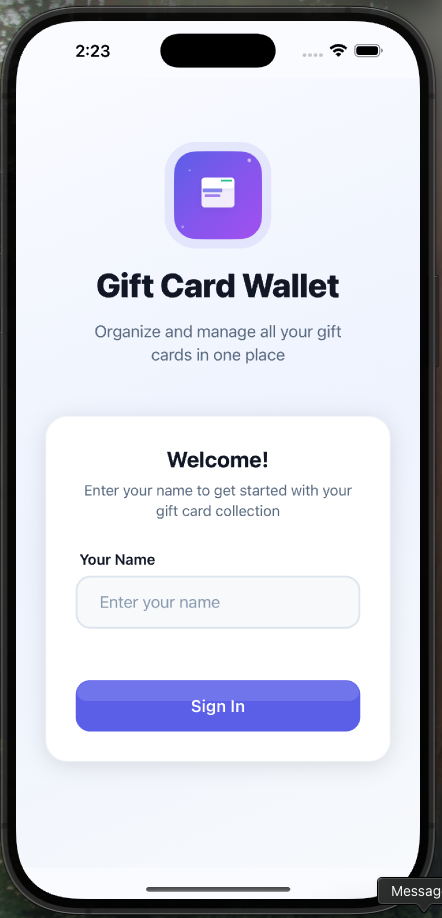 2:23
Gift Card Wallet
Organize and manage all your gift
cards in one place
Welcome!
Enter your name to get started with your
gift card collection
Your Name
Enter your name
Sign In